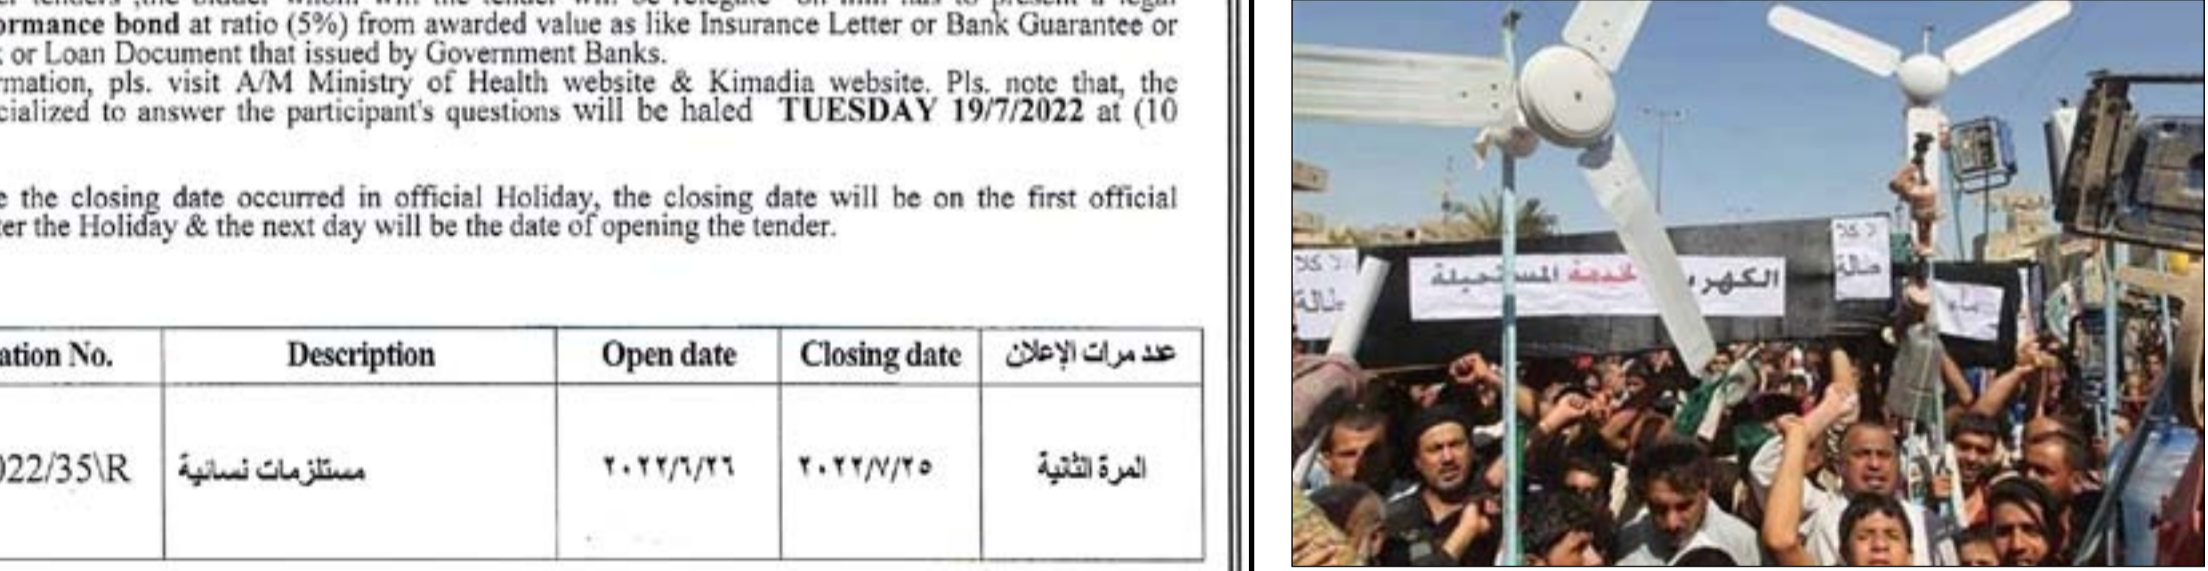 ormance bond at ratio (5%) from awarded value as like Insurance Letter or Bank Guarantee or
or Loan Document that issued by Government Banks.
rmation, pls. visit A/M Ministry of Health website & Kimadia website. Pls. note that, the
cialized to answer the participant's questions will be haled TUESDAY 19/7/2022 at (10
e the closing date occurred in official Holiday, the closing date will be on the first official
er the Holiday & the next day will be the date of opening the tender.
ation No. Description Open date Closing date عدد مرات الإعلان
022/35\R مستلزمات نسائية ٢٠٢٢/٦/٢٦ ٢٠٢٢/٧/٢٥ المرة الثانية
الكهرب الخدمة المستحيلة